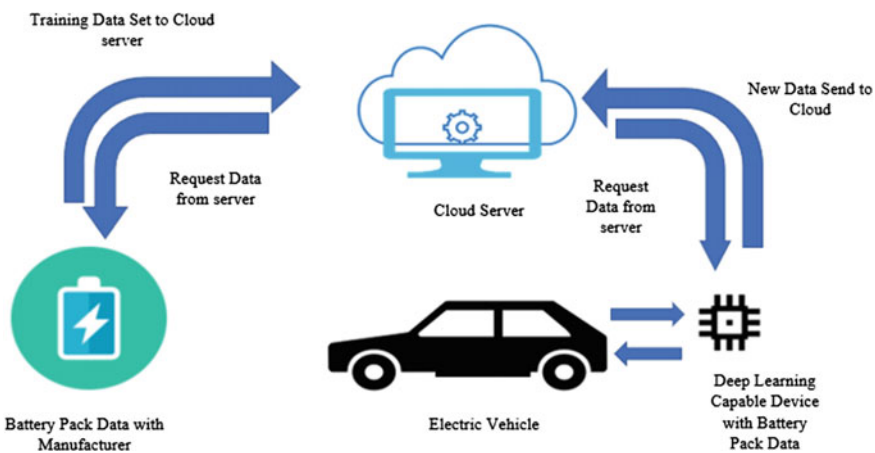 Training Data Set to Cloud
server
New Data Send to
Cloud
Request Data
from server
Cloud Server
Request
Data from
server
Battery Pack Data with
Manufacturer
Electric Vehicle
Deep Learning
Capable Device
with Battery
Pack Data